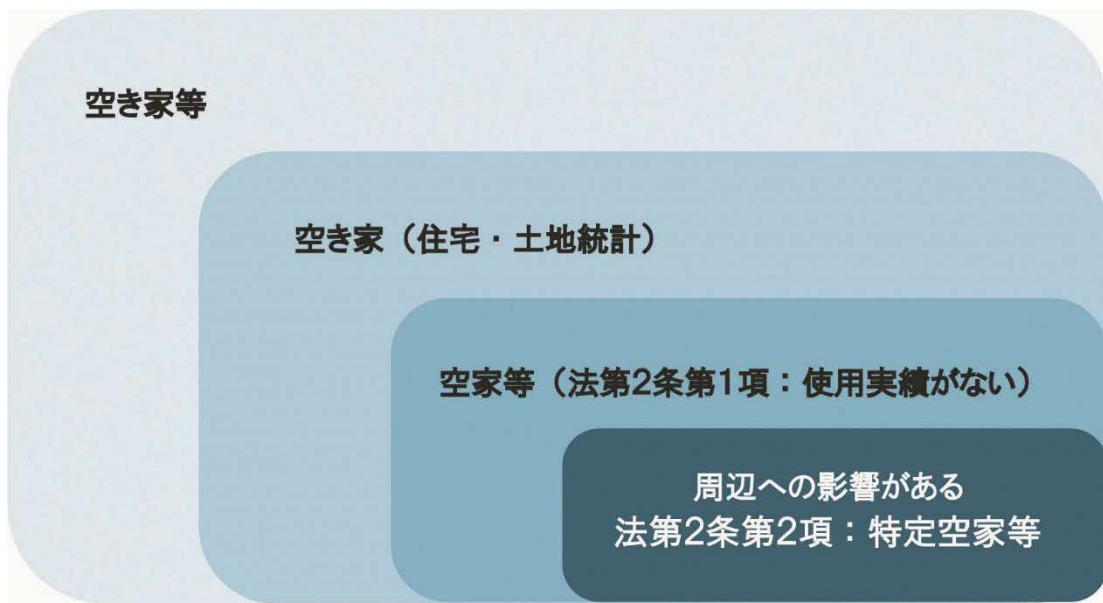 空き家等
空き家（住宅・土地統計）
空家等（法第2条第1項：使用実績がない）
周辺への影響がある
法第2条第2項：特定空家等